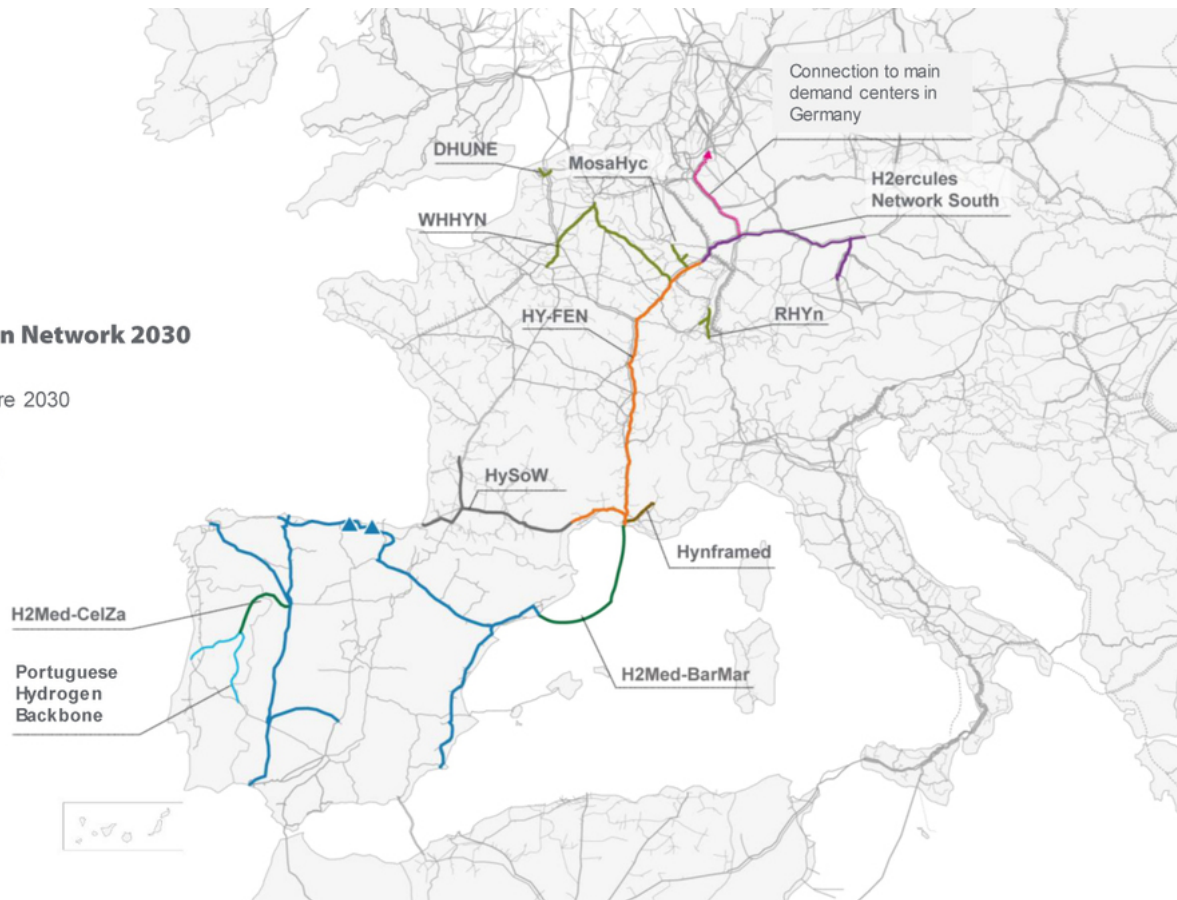 Connection to main
demand centers in
Germany
DHUNE
MosaHyc
H2ercules
Network South
WHHYN
HY-FEN
RHYn
n Network 2030
re 2030
HySoW
Hynframed
H2Med-CelZa
H2Med-BarMar
Portuguese
Hydrogen
Backbone